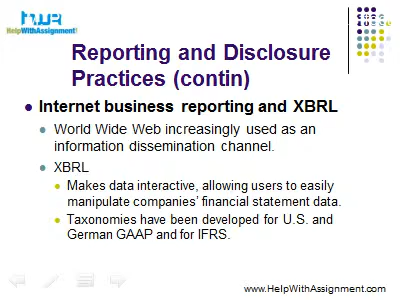 HelpWithAssignment.com
Reporting and Disclosure
Practices (contin)
Internet business reporting and XBRL
World Wide Web increasingly used as an
information dissemination channel.
XBRL
Makes data interactive, allowing users to easily
manipulate companies' financial statement data.
Taxonomies have been developed for U.S. and
German GAAP and for IFRS.
www.HelpWithAssignment.com